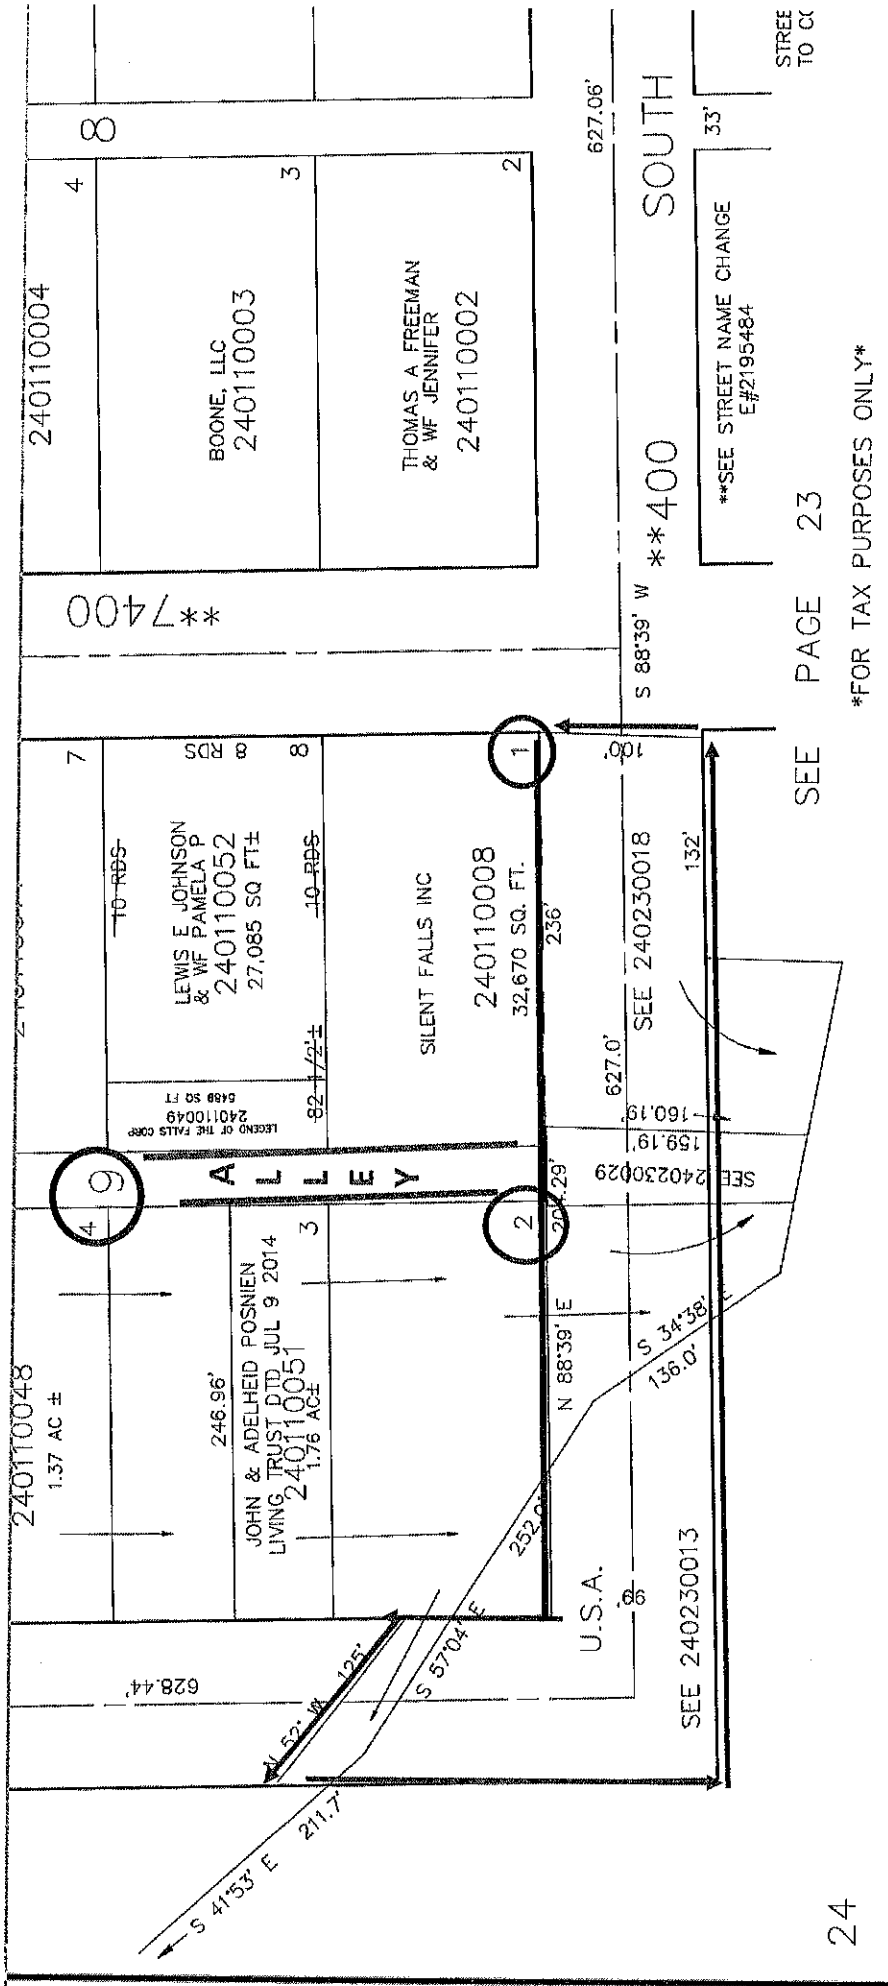 240110048
1.37 AC ±
240110004
4
8
BOONE, LLC
240110003
3
THOMAS A FREEMAN
& WF JENNIFER
240110002
2
**7400
7
10 RDS
LEWIS E JOHNSON
& WF PAMELA P
240110052
27,085 SQ FT±
8 RDS
8
10 RDS
82 1/2'±
LEGEND OF THE FALLS CORP
240110049
5489 SQ FT
SILENT FALLS INC
240110008
32,670 SQ. FT.
1
236'
9
ALLEY
4
3
2
246.96'
JOHN & ADELHEID POSNIEN
LIVING TRUST DTD JUL 9 2014
240110051
1.76 AC±
628.44'
N 52° W 125'
S 41°53' E 211.7'
S 57°04' E
252.0'
N 88°39' E
S 34°38' E
136.0'
U.S.A.
99'
SEE 240230013
SEE 240230029
159.19'
160.19'
627.0'
SEE 240230018
132'
100'
S 88°39' W
**400
SOUTH
627.06'
33'
**SEE STREET NAME CHANGE
E#2195484
STREE
TO CO
SEE PAGE 23
*FOR TAX PURPOSES ONLY*
24